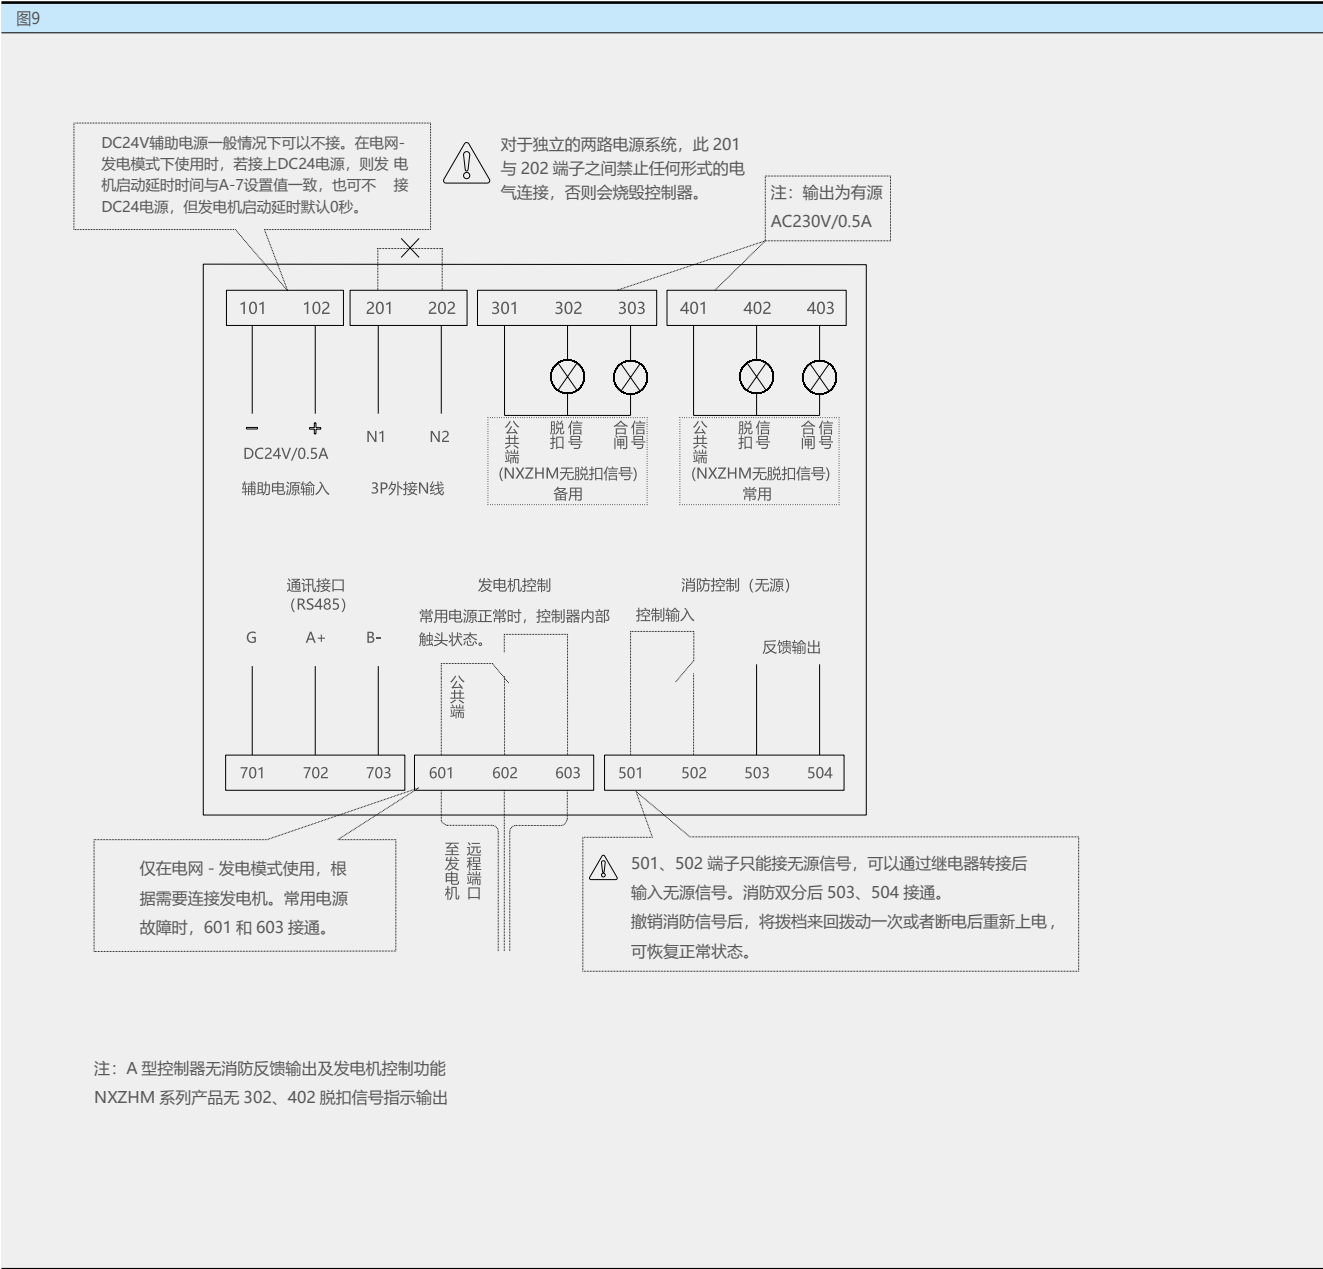 图9
DC24V辅助电源一般情况下可以不接。在电网-
发电模式下使用时，若接上DC24电源，则发 电
机启动延时时间与A-7设置值一致，也可不 接
DC24电源，但发电机启动延时默认0秒。
对于独立的两路电源系统，此 201
与 202 端子之间禁止任何形式的电
气连接，否则会烧毁控制器。
注：输出为有源
AC230V/0.5A
101 102 201 202 301 302 303 401 402 403
− +
DC24V/0.5A
辅助电源输入
N1 N2
3P外接N线
公共端 脱扣信号 合闸信号
(NXZHM无脱扣信号)
备用
公共端 脱扣信号 合闸信号
(NXZHM无脱扣信号)
常用
通讯接口
（RS485）
G A+ B-
发电机控制
常用电源正常时，控制器内部
触头状态。
公共端
消防控制（无源）
控制输入
反馈输出
701 702 703 601 602 603 501 502 503 504
仅在电网 - 发电模式使用，根
据需要连接发电机。常用电源
故障时，601 和 603 接通。
至发电机
远程端口
501、502 端子只能接无源信号，可以通过继电器转接后
输入无源信号。消防双分后 503、504 接通。
撤销消防信号后，将拨档来回拨动一次或者断电后重新上电，
可恢复正常状态。
注：A 型控制器无消防反馈输出及发电机控制功能
NXZHM 系列产品无 302、402 脱扣信号指示输出